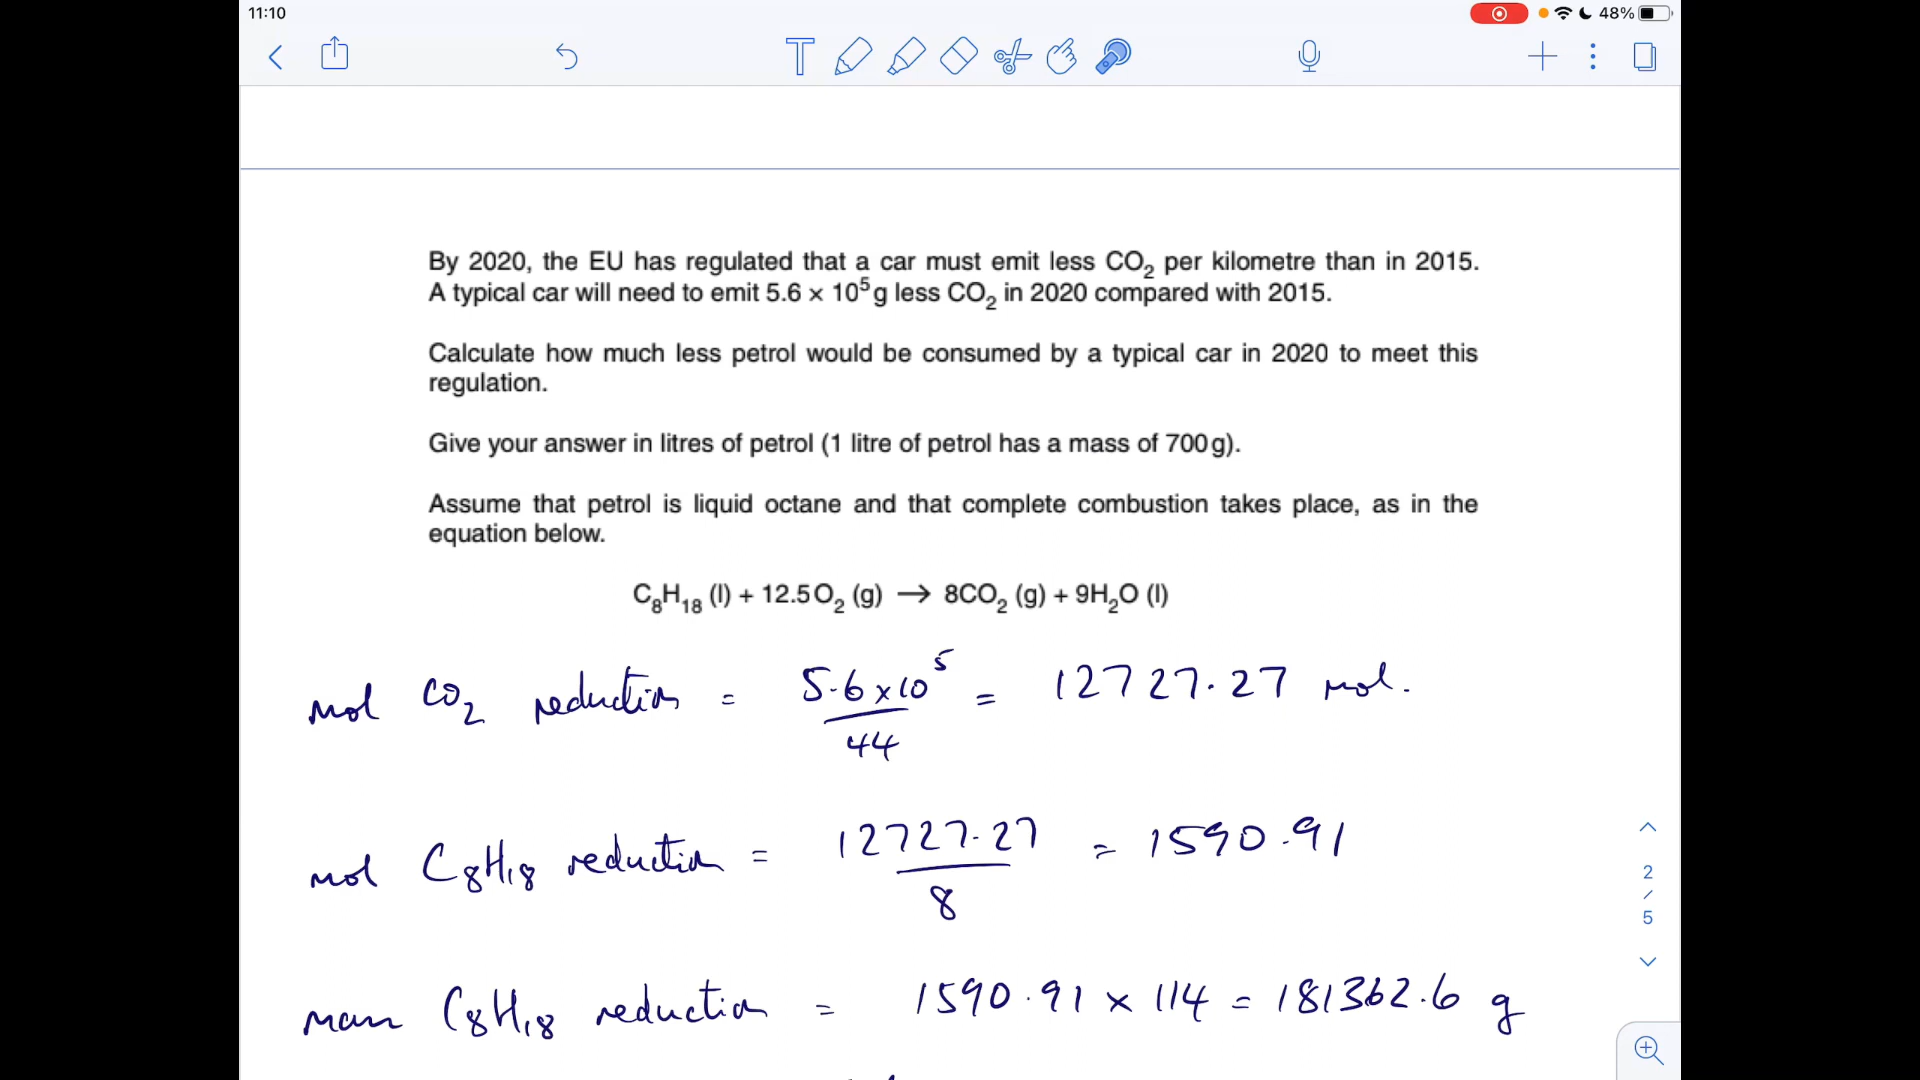 11:10
48%
By 2020, the EU has regulated that a car must emit less CO₂ per kilometre than in 2015.
A typical car will need to emit 5.6 × 10⁵ g less CO₂ in 2020 compared with 2015.
Calculate how much less petrol would be consumed by a typical car in 2020 to meet this
regulation.
Give your answer in litres of petrol (1 litre of petrol has a mass of 700 g).
Assume that petrol is liquid octane and that complete combustion takes place, as in the
equation below.
C₈H₁₈ (l) + 12.5 O₂ (g) → 8CO₂ (g) + 9H₂O (l)
mol CO₂ reduction = 5.6 × 10⁵ / 44 = 12727.27 mol.
mol C₈H₁₈ reduction = 12727.27 / 8 = 1590.91
mass C₈H₁₈ reduction = 1590.91 × 114 = 181362.6 g
2
/
5